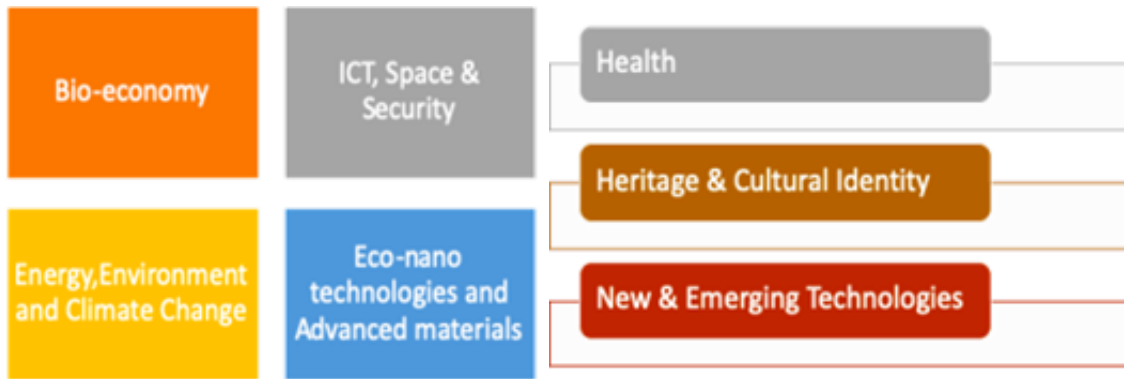 Bio-economy
ICT, Space &
Security
Energy,Environment
and Climate Change
Eco-nano
technologies and
Advanced materials
Health
Heritage & Cultural Identity
New & Emerging Technologies